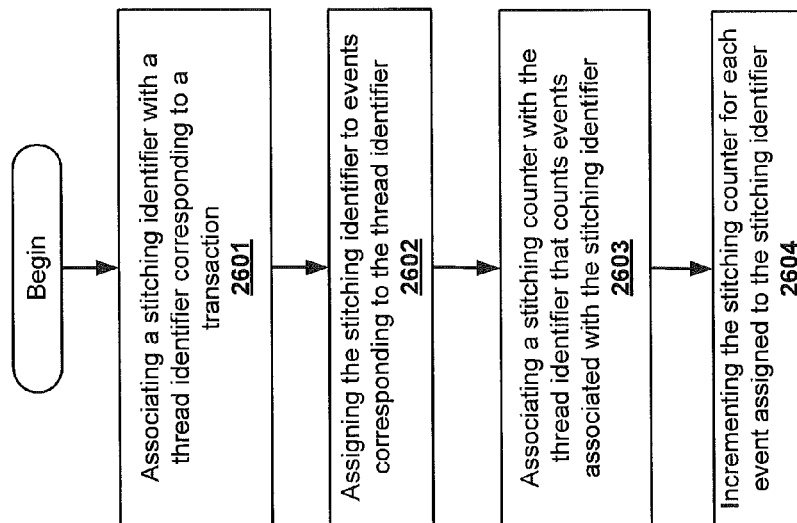 Begin
Associating a stitching identifier with a
thread identifier corresponding to a
transaction
2601
Assigning the stitching identifier to events
corresponding to the thread identifier
2602
Associating a stitching counter with the
thread identifier that counts events
associated with the stitching identifier
2603
Incrementing the stitching counter for each
event assigned to the stitching identifier
2604